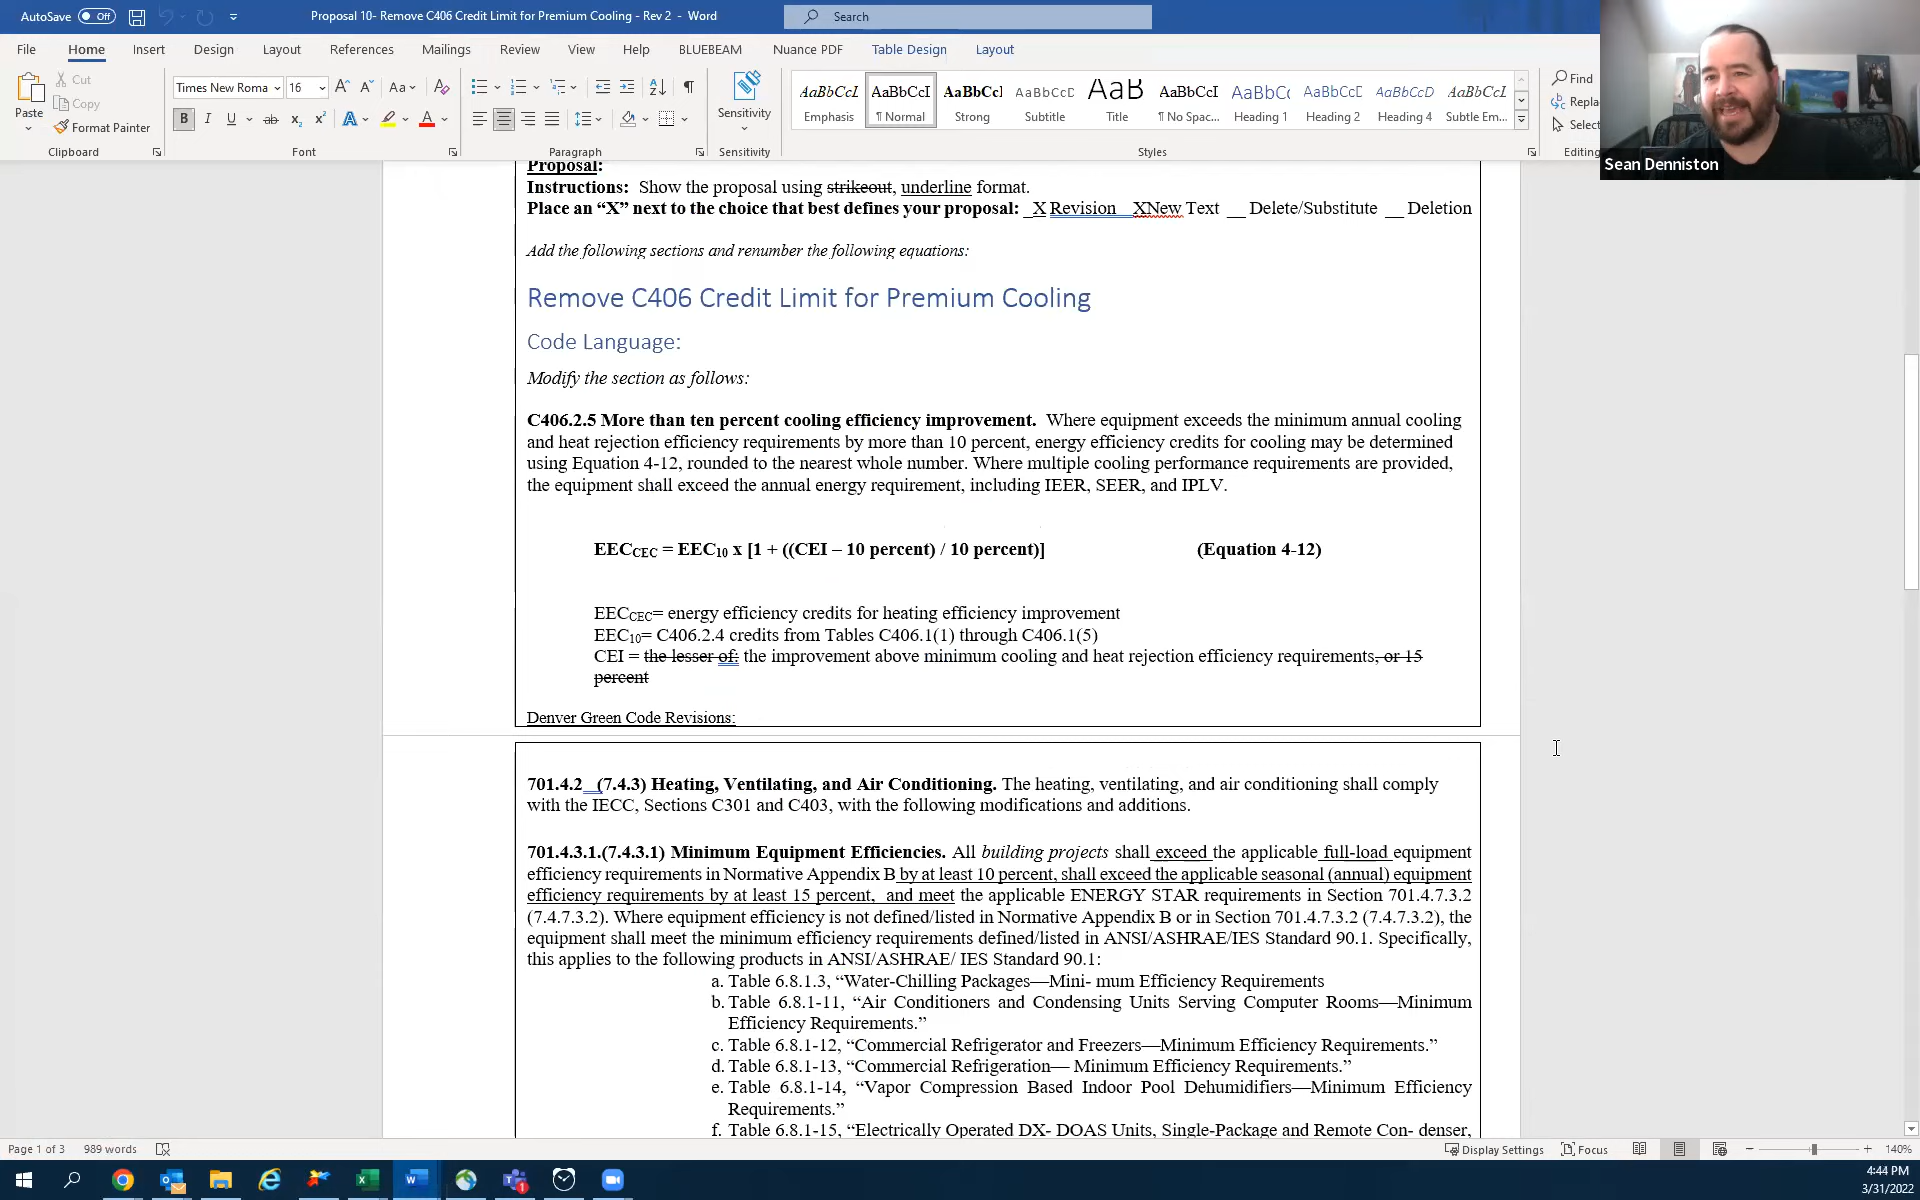 AutoSave Off Proposal 10- Remove C406 Credit Limit for Premium Cooling - Rev 2 - Word Search
File Home Insert Design Layout References Mailings Review View Help BLUEBEAM Nuance PDF Table Design Layout
Paste Cut Copy Format Painter
Clipboard
Times New Roma 16
Font
Paragraph
Sensitivity
Sensitivity
AaBbCcI AaBbCcI AaBbCcI AaBbCcD AaB AaBbCcI AaBbCc AaBbCcD AaBbCcD AaBbCcI
Emphasis ¶ Normal Strong Subtitle Title ¶ No Spac... Heading 1 Heading 2 Heading 4 Subtle Em...
Styles
Find
Repla
Select
Editing
Sean Denniston
Proposal:
Instructions: Show the proposal using strikeout, underline format.
Place an “X” next to the choice that best defines your proposal: _X Revision __XNew Text __ Delete/Substitute __ Deletion
Add the following sections and renumber the following equations:
Remove C406 Credit Limit for Premium Cooling
Code Language:
Modify the section as follows:
C406.2.5 More than ten percent cooling efficiency improvement. Where equipment exceeds the minimum annual cooling
and heat rejection efficiency requirements by more than 10 percent, energy efficiency credits for cooling may be determined
using Equation 4-12, rounded to the nearest whole number. Where multiple cooling performance requirements are provided,
the equipment shall exceed the annual energy requirement, including IEER, SEER, and IPLV.
EECCEC = EEC10 x [1 + ((CEI – 10 percent) / 10 percent)] (Equation 4-12)
EECCEC= energy efficiency credits for heating efficiency improvement
EEC10= C406.2.4 credits from Tables C406.1(1) through C406.1(5)
CEI = the lesser of: the improvement above minimum cooling and heat rejection efficiency requirements, or 15
percent
Denver Green Code Revisions:
701.4.2 (7.4.3) Heating, Ventilating, and Air Conditioning. The heating, ventilating, and air conditioning shall comply
with the IECC, Sections C301 and C403, with the following modifications and additions.
701.4.3.1.(7.4.3.1) Minimum Equipment Efficiencies. All building projects shall exceed the applicable full-load equipment
efficiency requirements in Normative Appendix B by at least 10 percent, shall exceed the applicable seasonal (annual) equipment
efficiency requirements by at least 15 percent, and meet the applicable ENERGY STAR requirements in Section 701.4.7.3.2
(7.4.7.3.2). Where equipment efficiency is not defined/listed in Normative Appendix B or in Section 701.4.7.3.2 (7.4.7.3.2), the
equipment shall meet the minimum efficiency requirements defined/listed in ANSI/ASHRAE/IES Standard 90.1. Specifically,
this applies to the following products in ANSI/ASHRAE/ IES Standard 90.1:
a. Table 6.8.1.3, “Water-Chilling Packages—Mini- mum Efficiency Requirements
b. Table 6.8.1-11, “Air Conditioners and Condensing Units Serving Computer Rooms—Minimum
Efficiency Requirements.”
c. Table 6.8.1-12, “Commercial Refrigerator and Freezers—Minimum Efficiency Requirements.”
d. Table 6.8.1-13, “Commercial Refrigeration— Minimum Efficiency Requirements.”
e. Table 6.8.1-14, “Vapor Compression Based Indoor Pool Dehumidifiers—Minimum Efficiency
Requirements.”
f. Table 6.8.1-15, “Electrically Operated DX- DOAS Units, Single-Package and Remote Con- denser,
Page 1 of 3 989 words Display Settings Focus 140%
4:44 PM
3/31/2022